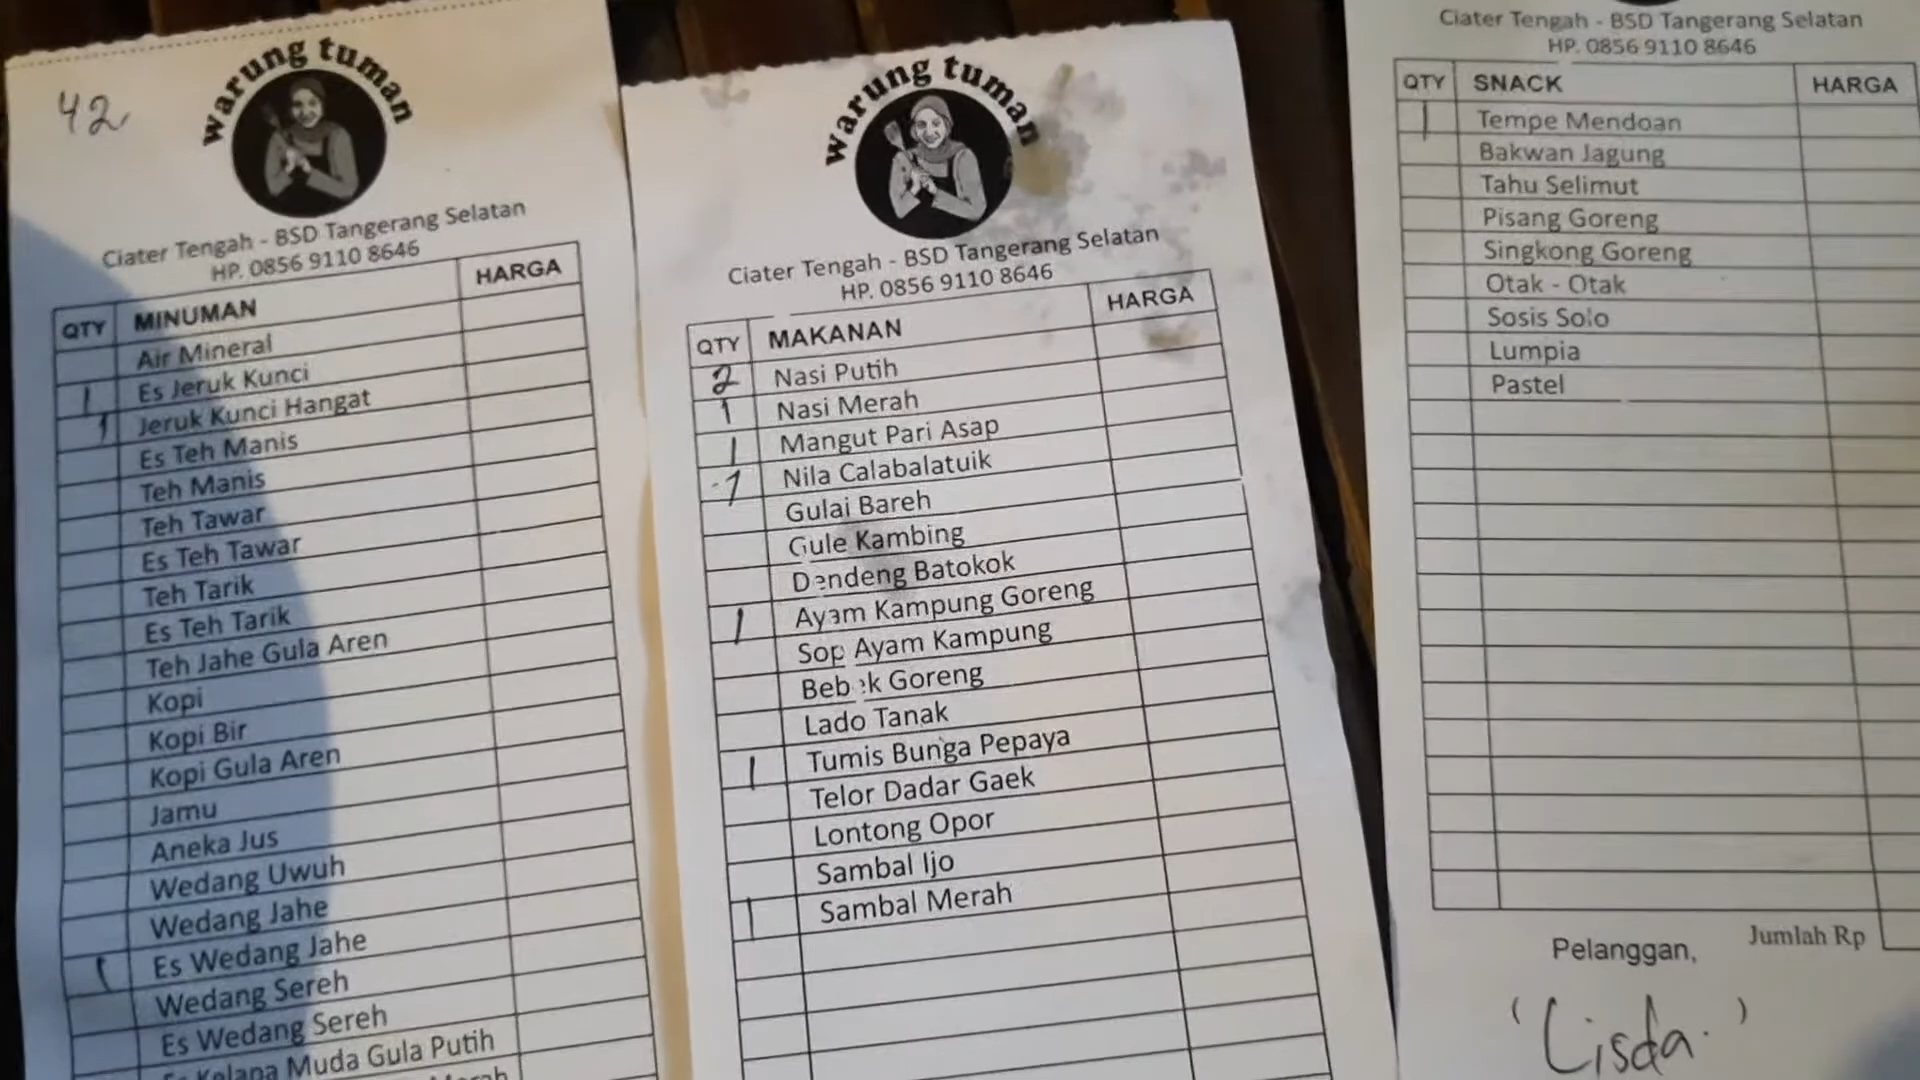 42
warung tuman
Ciater Tengah - BSD Tangerang Selatan
HP. 0856 9110 8646
QTY MINUMAN HARGA
Air Mineral
1 Es Jeruk Kunci
1 Jeruk Kunci Hangat
Es Teh Manis
Teh Manis
Teh Tawar
Es Teh Tawar
Teh Tarik
Es Teh Tarik
Teh Jahe Gula Aren
Kopi
Kopi Bir
Kopi Gula Aren
Jamu
Aneka Jus
Wedang Uwuh
Wedang Jahe
1 Es Wedang Jahe
Wedang Sereh
Es Wedang Sereh
Es Kelapa Muda Gula Putih
warung tuman
Ciater Tengah - BSD Tangerang Selatan
HP. 0856 9110 8646
QTY MAKANAN HARGA
2 Nasi Putih
1 Nasi Merah
1 Mangut Pari Asap
1 Nila Calabalatuik
Gulai Bareh
Gule Kambing
Dendeng Batokok
1 Ayam Kampung Goreng
Sop Ayam Kampung
Bebek Goreng
Lado Tanak
1 Tumis Bunga Pepaya
Telor Dadar Gaek
Lontong Opor
Sambal Ijo
1 Sambal Merah
Ciater Tengah - BSD Tangerang Selatan
HP. 0856 9110 8646
QTY SNACK HARGA
1 Tempe Mendoan
Bakwan Jagung
Tahu Selimut
Pisang Goreng
Singkong Goreng
Otak - Otak
Sosis Solo
Lumpia
Pastel
Jumlah Rp
Pelanggan,
(Lisda.)